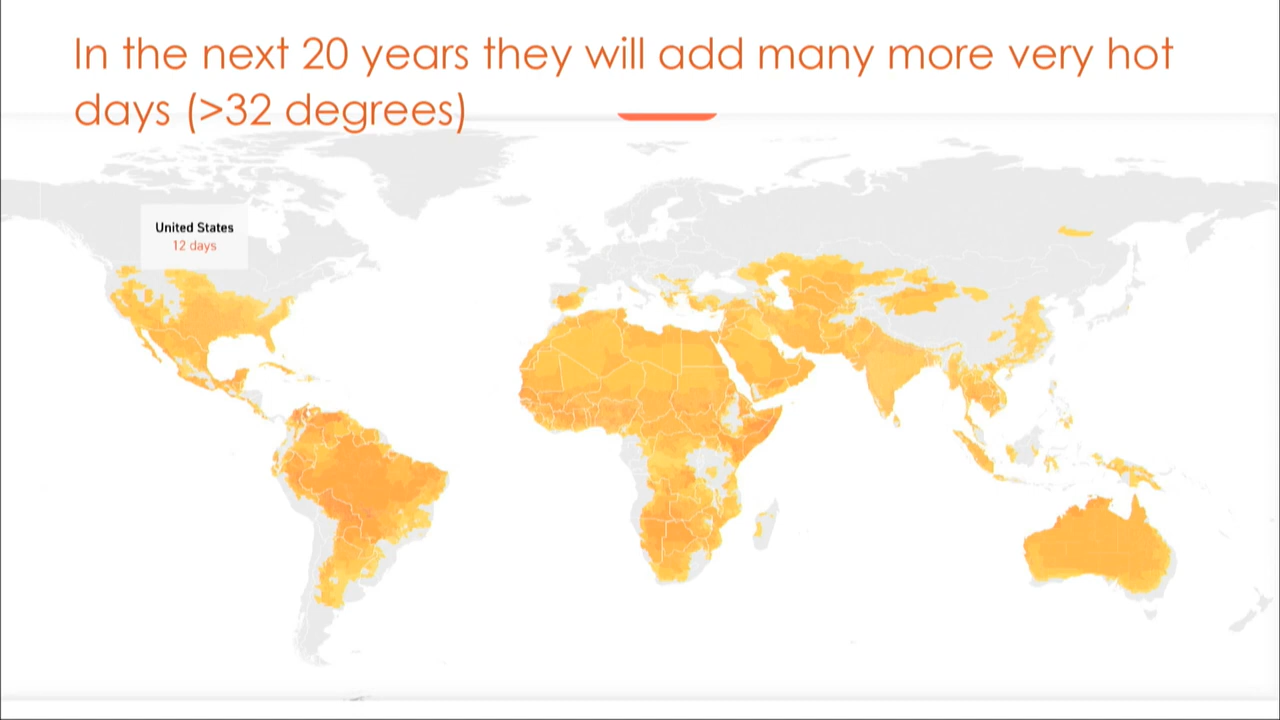 In the next 20 years they will add many more very hot
days (>32 degrees)
United States
12 days